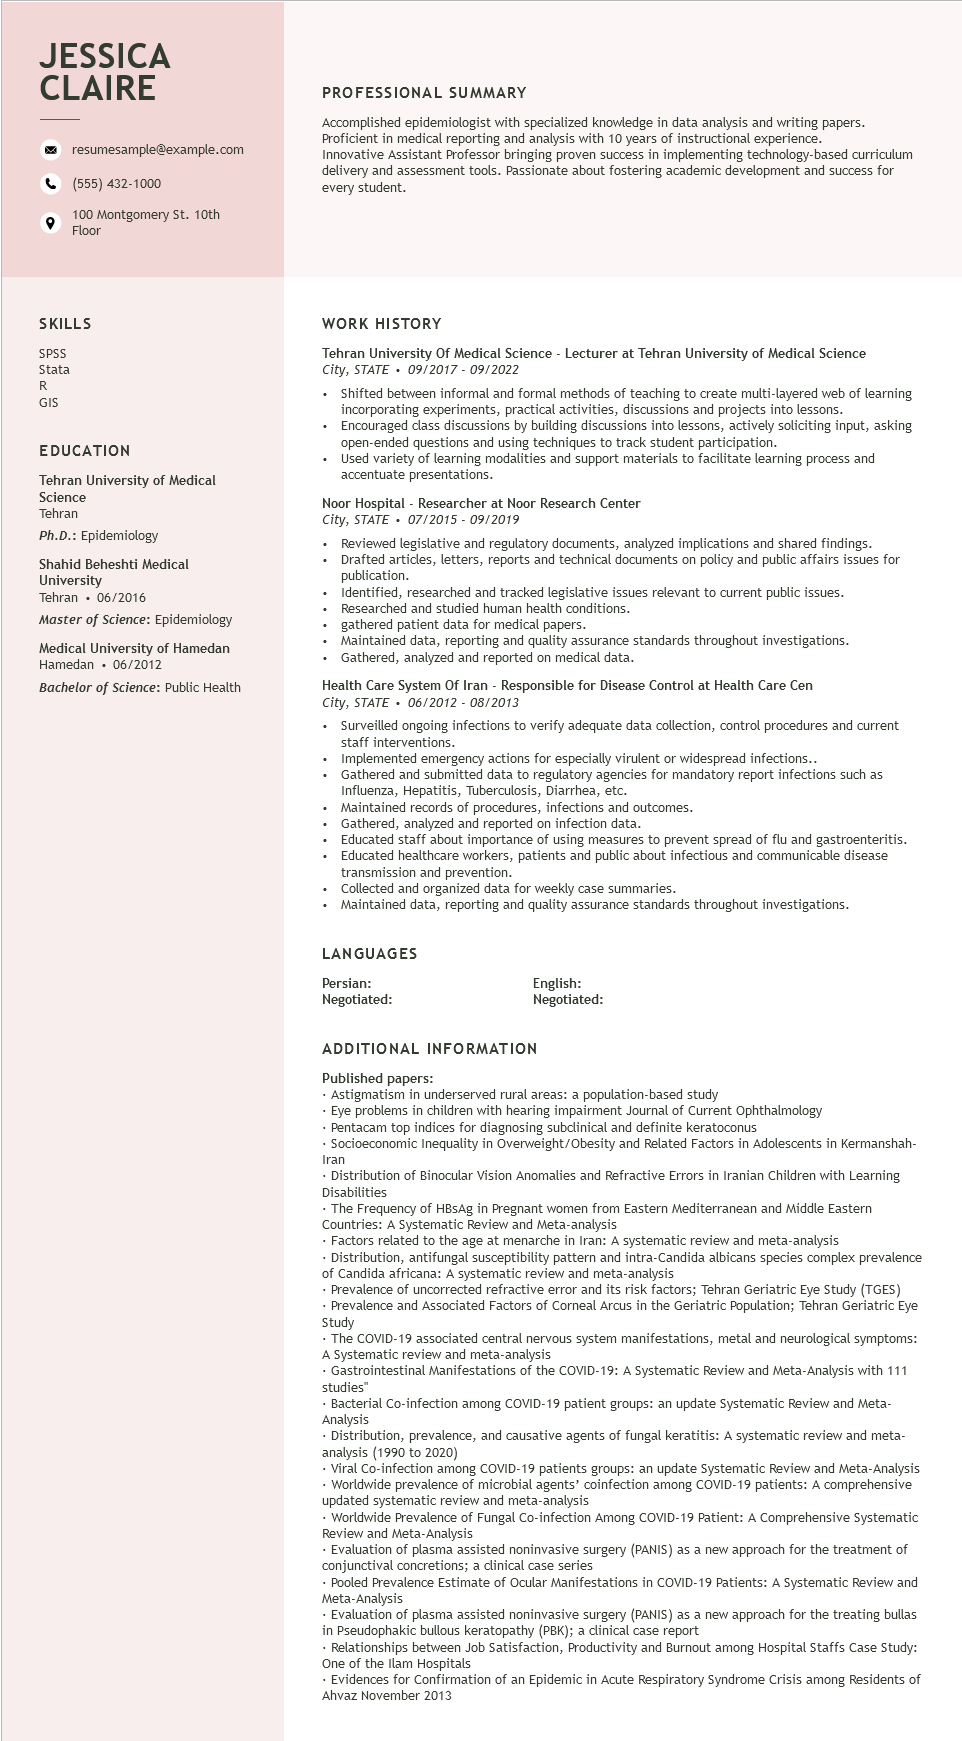 JESSICA
CLAIRE
resumesample@example.com
(555) 432-1000
100 Montgomery St. 10th
Floor
PROFESSIONAL SUMMARY
Accomplished epidemiologist with specialized knowledge in data analysis and writing papers.
Proficient in medical reporting and analysis with 10 years of instructional experience.
Innovative Assistant Professor bringing proven success in implementing technology-based curriculum
delivery and assessment tools. Passionate about fostering academic development and success for
every student.
SKILLS
SPSS
Stata
R
GIS
EDUCATION
Tehran University of Medical
Science
Tehran
Ph.D.: Epidemiology
Shahid Beheshti Medical
University
Tehran • 06/2016
Master of Science: Epidemiology
Medical University of Hamedan
Hamedan • 06/2012
Bachelor of Science: Public Health
WORK HISTORY
Tehran University Of Medical Science - Lecturer at Tehran University of Medical Science
City, STATE • 09/2017 - 09/2022
• Shifted between informal and formal methods of teaching to create multi-layered web of learning
incorporating experiments, practical activities, discussions and projects into lessons.
• Encouraged class discussions by building discussions into lessons, actively soliciting input, asking
open-ended questions and using techniques to track student participation.
• Used variety of learning modalities and support materials to facilitate learning process and
accentuate presentations.
Noor Hospital - Researcher at Noor Research Center
City, STATE • 07/2015 - 09/2019
• Reviewed legislative and regulatory documents, analyzed implications and shared findings.
• Drafted articles, letters, reports and technical documents on policy and public affairs issues for
publication.
• Identified, researched and tracked legislative issues relevant to current public issues.
• Researched and studied human health conditions.
• gathered patient data for medical papers.
• Maintained data, reporting and quality assurance standards throughout investigations.
• Gathered, analyzed and reported on medical data.
Health Care System Of Iran - Responsible for Disease Control at Health Care Cen
City, STATE • 06/2012 - 08/2013
• Surveilled ongoing infections to verify adequate data collection, control procedures and current
staff interventions.
• Implemented emergency actions for especially virulent or widespread infections..
• Gathered and submitted data to regulatory agencies for mandatory report infections such as
Influenza, Hepatitis, Tuberculosis, Diarrhea, etc.
• Maintained records of procedures, infections and outcomes.
• Gathered, analyzed and reported on infection data.
• Educated staff about importance of using measures to prevent spread of flu and gastroenteritis.
• Educated healthcare workers, patients and public about infectious and communicable disease
transmission and prevention.
• Collected and organized data for weekly case summaries.
• Maintained data, reporting and quality assurance standards throughout investigations.
LANGUAGES
Persian: English:
Negotiated: Negotiated:
ADDITIONAL INFORMATION
Published papers:
· Astigmatism in underserved rural areas: a population-based study
· Eye problems in children with hearing impairment Journal of Current Ophthalmology
· Pentacam top indices for diagnosing subclinical and definite keratoconus
· Socioeconomic Inequality in Overweight/Obesity and Related Factors in Adolescents in Kermanshah-
Iran
· Distribution of Binocular Vision Anomalies and Refractive Errors in Iranian Children with Learning
Disabilities
· The Frequency of HBsAg in Pregnant women from Eastern Mediterranean and Middle Eastern
Countries: A Systematic Review and Meta-analysis
· Factors related to the age at menarche in Iran: A systematic review and meta-analysis
· Distribution, antifungal susceptibility pattern and intra-Candida albicans species complex prevalence
of Candida africana: A systematic review and meta-analysis
· Prevalence of uncorrected refractive error and its risk factors; Tehran Geriatric Eye Study (TGES)
· Prevalence and Associated Factors of Corneal Arcus in the Geriatric Population; Tehran Geriatric Eye
Study
· The COVID-19 associated central nervous system manifestations, metal and neurological symptoms:
A Systematic review and meta-analysis
· Gastrointestinal Manifestations of the COVID-19: A Systematic Review and Meta-Analysis with 111
studies"
· Bacterial Co-infection among COVID-19 patient groups: an update Systematic Review and Meta-
Analysis
· Distribution, prevalence, and causative agents of fungal keratitis: A systematic review and meta-
analysis (1990 to 2020)
· Viral Co-infection among COVID-19 patients groups: an update Systematic Review and Meta-Analysis
· Worldwide prevalence of microbial agents’ coinfection among COVID-19 patients: A comprehensive
updated systematic review and meta-analysis
· Worldwide Prevalence of Fungal Co-infection Among COVID-19 Patient: A Comprehensive Systematic
Review and Meta-Analysis
· Evaluation of plasma assisted noninvasive surgery (PANIS) as a new approach for the treatment of
conjunctival concretions; a clinical case series
· Pooled Prevalence Estimate of Ocular Manifestations in COVID-19 Patients: A Systematic Review and
Meta-Analysis
· Evaluation of plasma assisted noninvasive surgery (PANIS) as a new approach for the treating bullas
in Pseudophakic bullous keratopathy (PBK); a clinical case report
· Relationships between Job Satisfaction, Productivity and Burnout among Hospital Staffs Case Study:
One of the Ilam Hospitals
· Evidences for Confirmation of an Epidemic in Acute Respiratory Syndrome Crisis among Residents of
Ahvaz November 2013